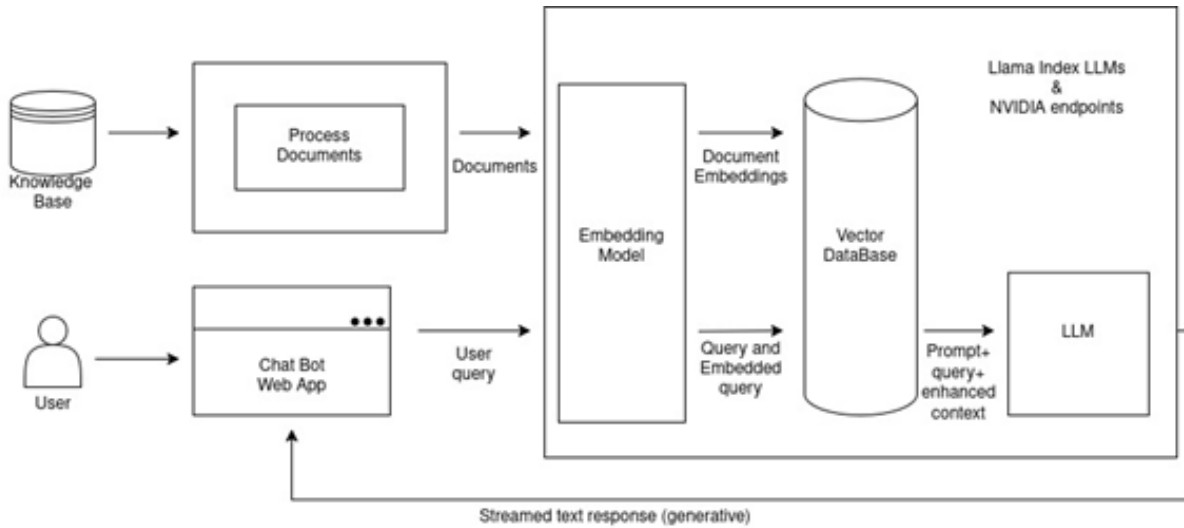 Llama Index LLMs
&
NVIDIA endpoints
Knowledge
Base
Process
Documents
Documents
Embedding
Model
Document
Embeddings
Vector
DataBase
User
Chat Bot
Web App
User
query
Query and
Embedded
query
Prompt+
query+
enhanced
context
LLM
Streamed text response (generative)